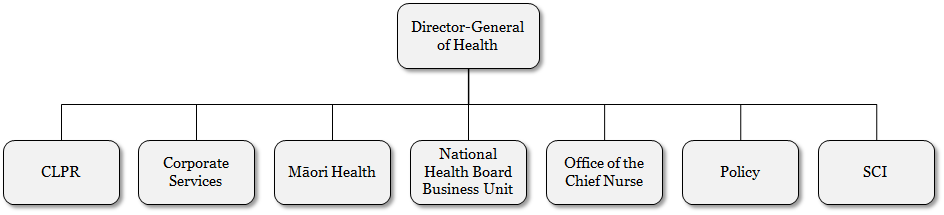 Director-General
of Health
CLPR
Corporate
Services
Māori Health
National
Health Board
Business Unit
Office of the
Chief Nurse
Policy
SCI